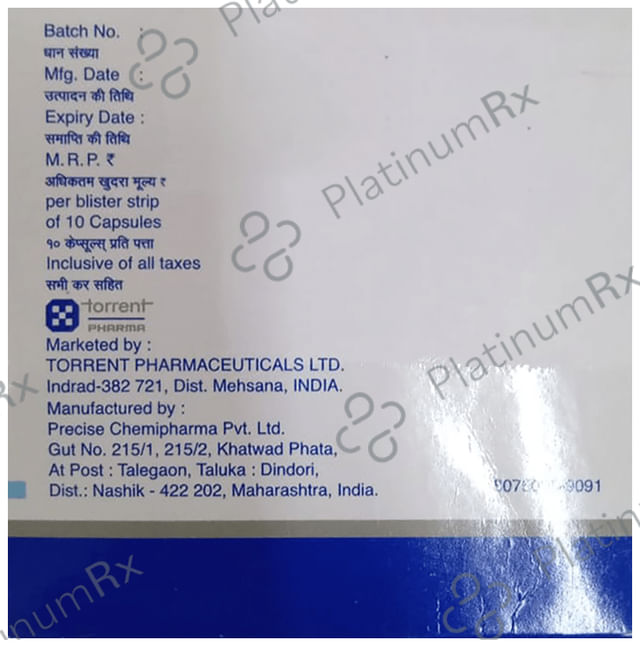 Batch No. :
घान संख्या
Mfg. Date :
उत्पादन की तिथि
Expiry Date :
समाप्ति की तिथि
M.R.P. ₹
अधिकतम खुदरा मूल्य ₹
per blister strip
of 10 Capsules
१० केप्सूल्स् प्रति पत्ता
Inclusive of all taxes
सभी कर सहित
torrent
PHARMA
Marketed by :
TORRENT PHARMACEUTICALS LTD.
Indrad-382 721, Dist. Mehsana, INDIA.
Manufactured by :
Precise Chemipharma Pvt. Ltd.
Gut No. 215/1, 215/2, Khatwad Phata,
At Post : Talegaon, Taluka : Dindori,
Dist.: Nashik - 422 202, Maharashtra, India.
PlatinumRx
PlatinumRx